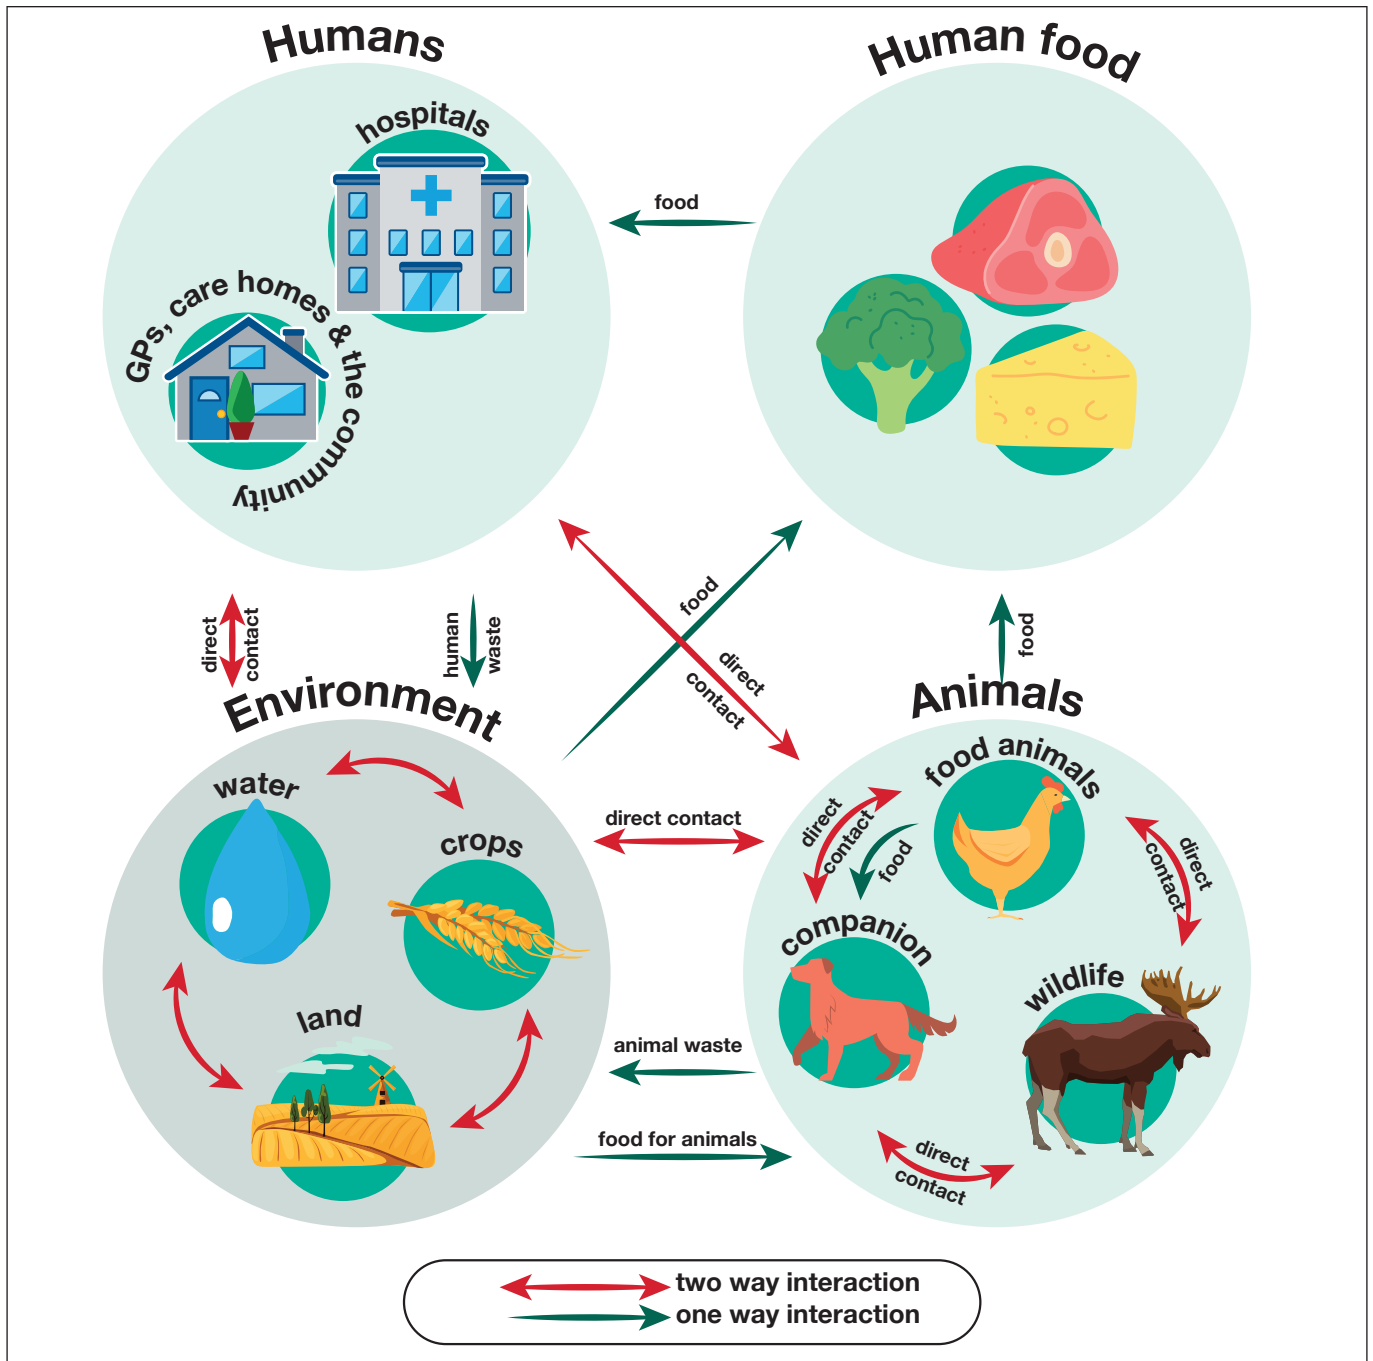 Humans
Human food
hospitals
GPs, care homes & the community
food
direct
contact
human
waste
food
direct
contact
food
Environment
Animals
water
crops
land
direct contact
food animals
direct
contact
food
direct
contact
companion
wildlife
animal waste
food for animals
direct
contact
two way interaction
one way interaction